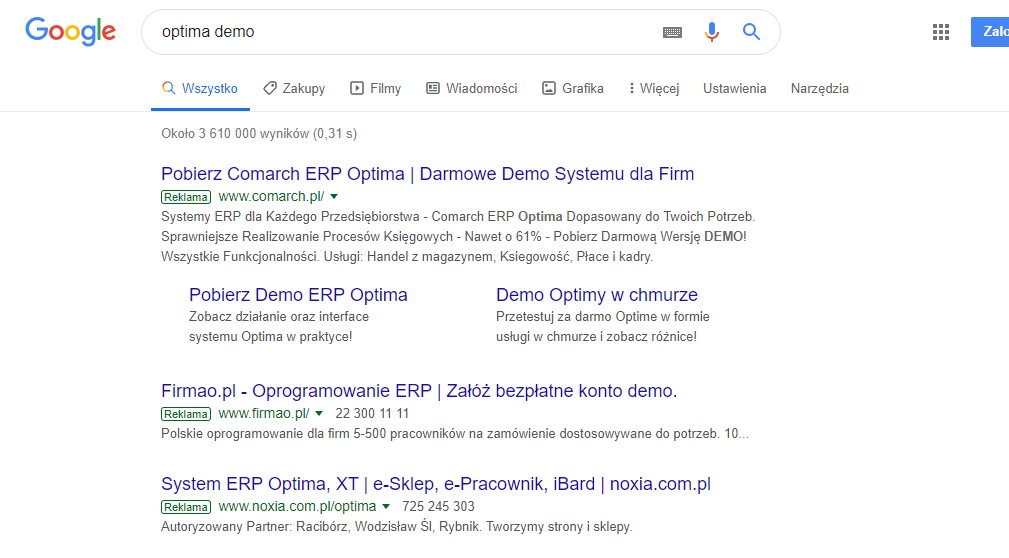 Google
optima demo
Zalo
Wszystko Zakupy Filmy Wiadomości Grafika Więcej Ustawienia Narzędzia
Około 3 610 000 wyników (0,31 s)
Pobierz Comarch ERP Optima | Darmowe Demo Systemu dla Firm
Reklama www.comarch.pl/
Systemy ERP dla Każdego Przedsiębiorstwa - Comarch ERP Optima Dopasowany do Twoich Potrzeb.
Sprawniejsze Realizowanie Procesów Księgowych - Nawet o 61% - Pobierz Darmową Wersję DEMO!
Wszystkie Funkcjonalności. Usługi: Handel z magazynem, Ksiegowość, Płace i kadry.
Pobierz Demo ERP Optima
Zobacz działanie oraz interface
systemu Optima w praktyce!
Demo Optimy w chmurze
Przetestuj za darmo Optime w formie
usługi w chmurze i zobacz różnice!
Firmao.pl - Oprogramowanie ERP | Załóż bezpłatne konto demo.
Reklama www.firmao.pl/ 22 300 11 11
Polskie oprogramowanie dla firm 5-500 pracowników na zamówienie dostosowywane do potrzeb. 10...
System ERP Optima, XT | e-Sklep, e-Pracownik, iBard | noxia.com.pl
Reklama www.noxia.com.pl/optima 725 245 303
Autoryzowany Partner: Racibórz, Wodzisław Śl, Rybnik. Tworzymy strony i sklepy.